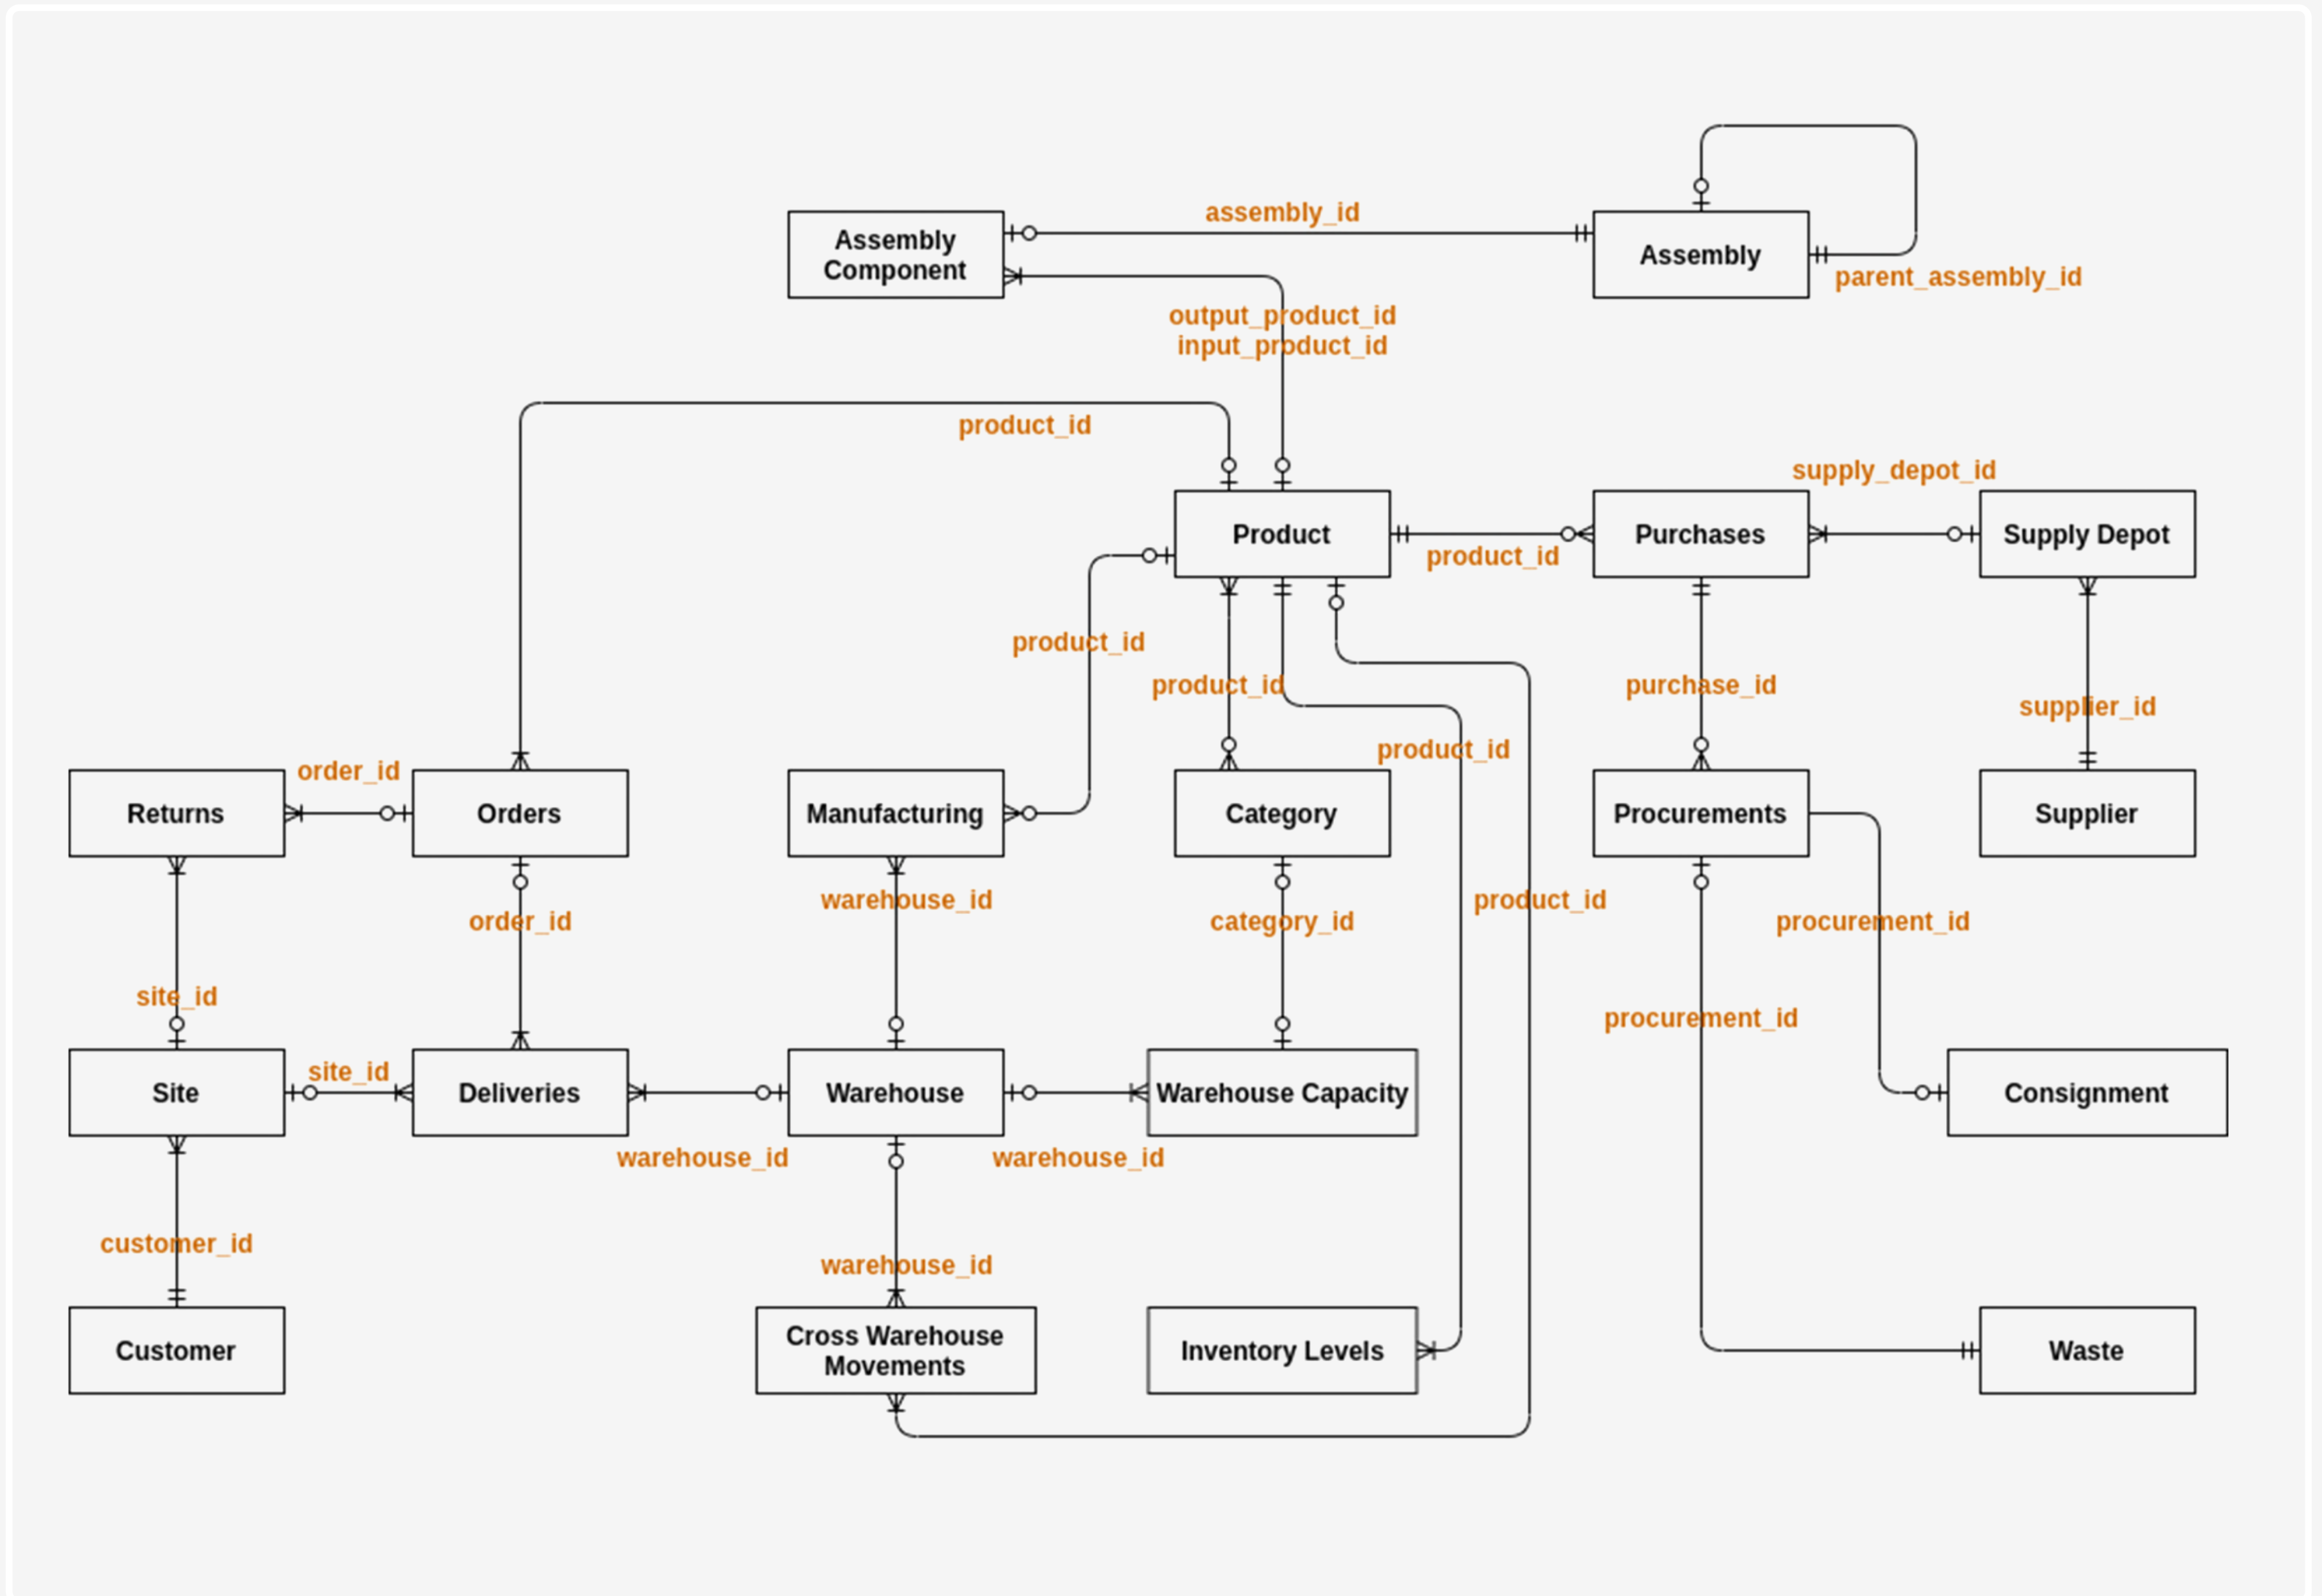 assembly_id
Assembly
Component
Assembly
parent_assembly_id
output_product_id
input_product_id
product_id
supply_depot_id
Product
product_id
Purchases
Supply Depot
product_id
product_id
purchase_id
supplier_id
product_id
order_id
Returns
Orders
Manufacturing
Category
Procurements
Supplier
warehouse_id
product_id
order_id
category_id
procurement_id
site_id
procurement_id
site_id
Site
Deliveries
Warehouse
Warehouse Capacity
Consignment
warehouse_id
warehouse_id
customer_id
warehouse_id
Customer
Cross Warehouse
Movements
Inventory Levels
Waste